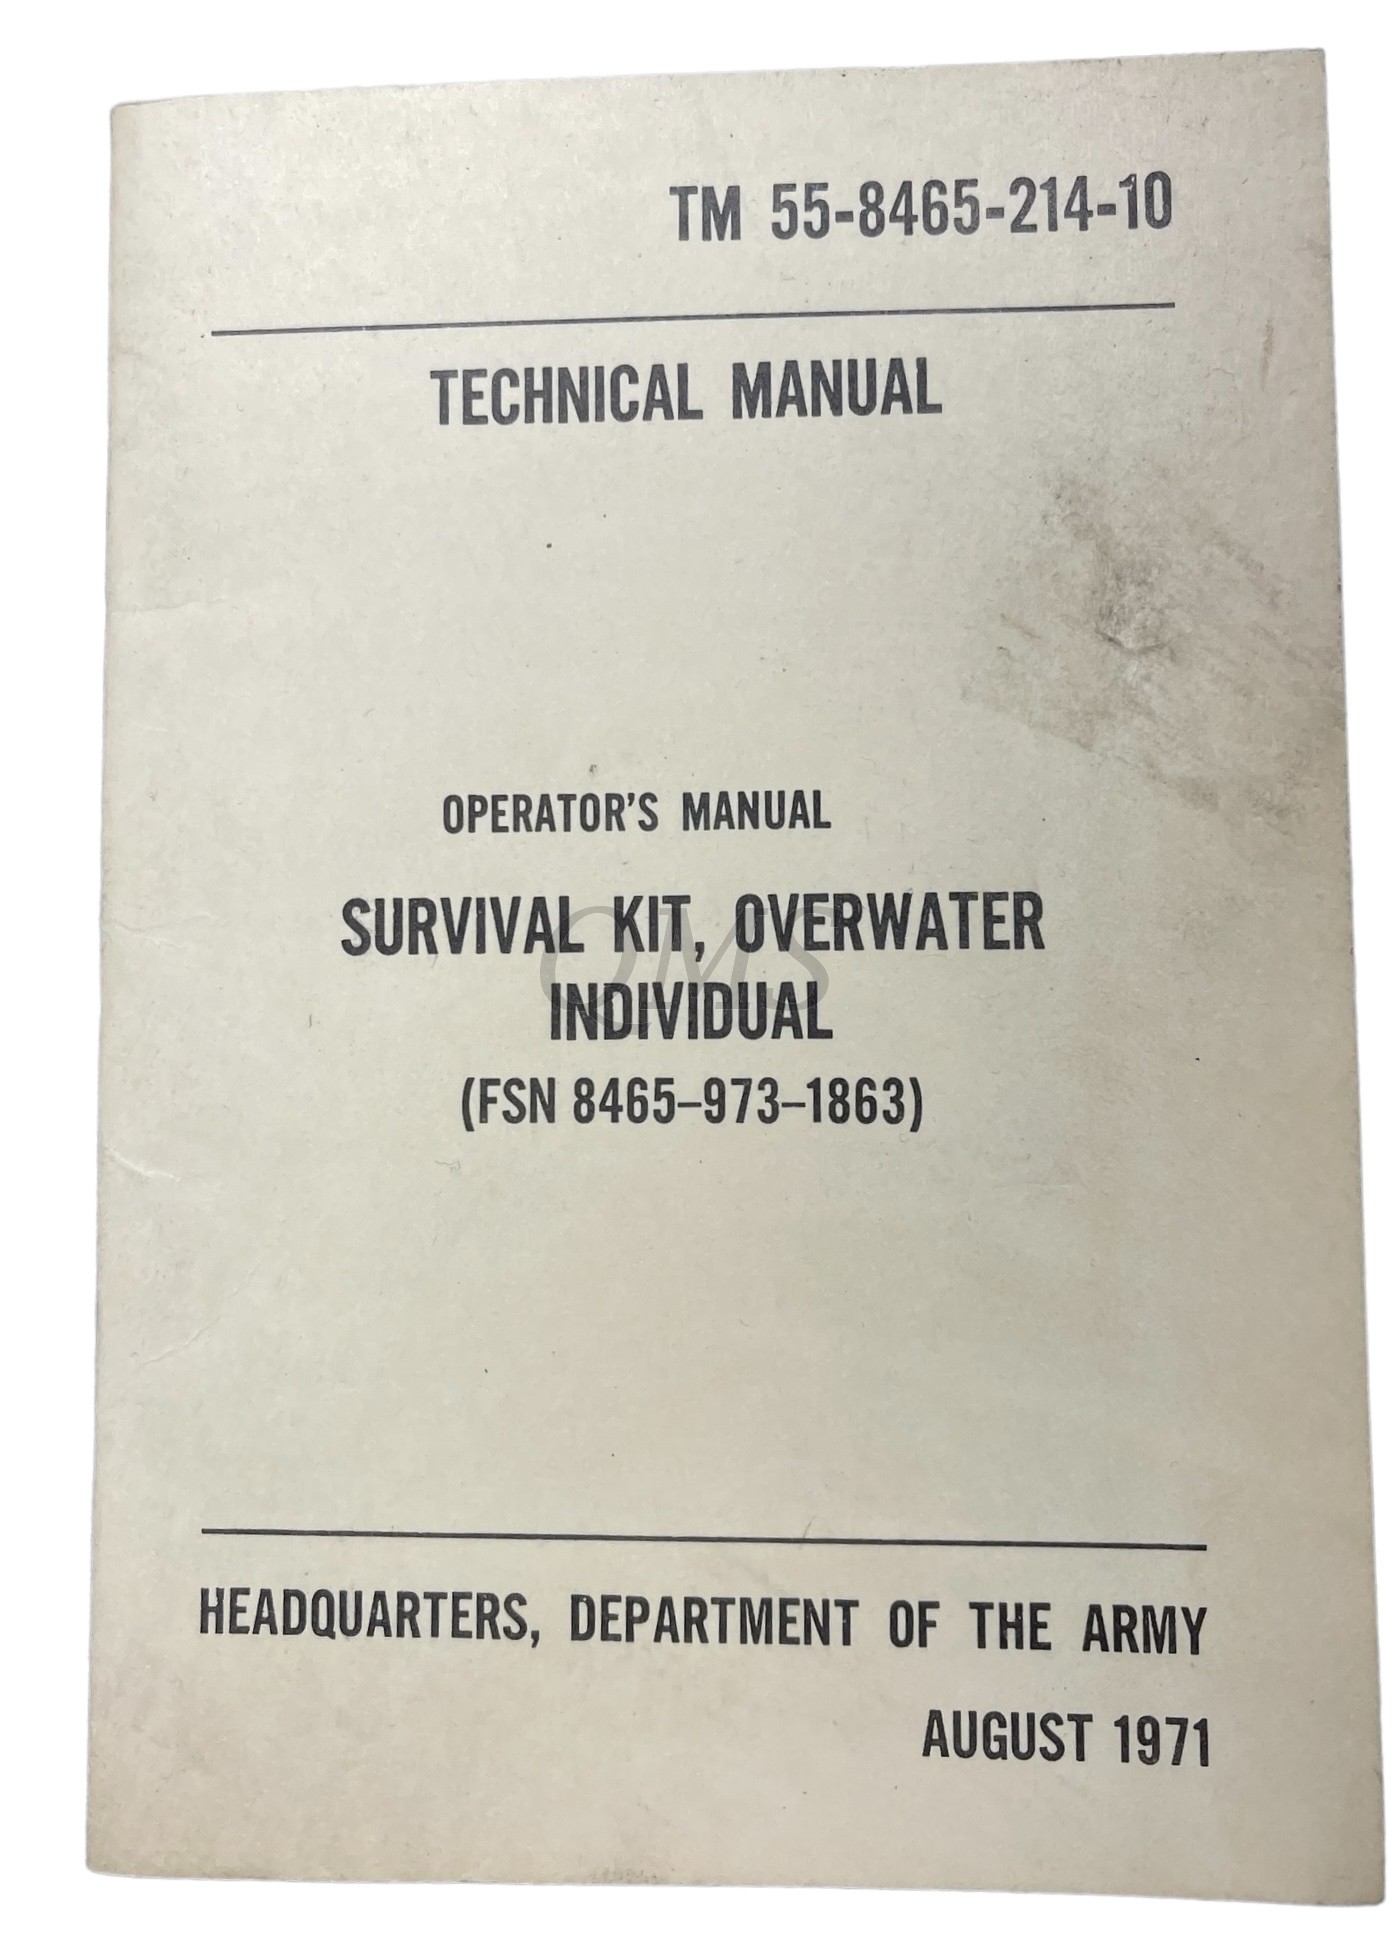 TM 55-8465-214-10
TECHNICAL MANUAL
OPERATOR'S MANUAL
SURVIVAL KIT, OVERWATER
INDIVIDUAL
QMS
(FSN 8465–973–1863)
HEADQUARTERS, DEPARTMENT OF THE ARMY
AUGUST 1971